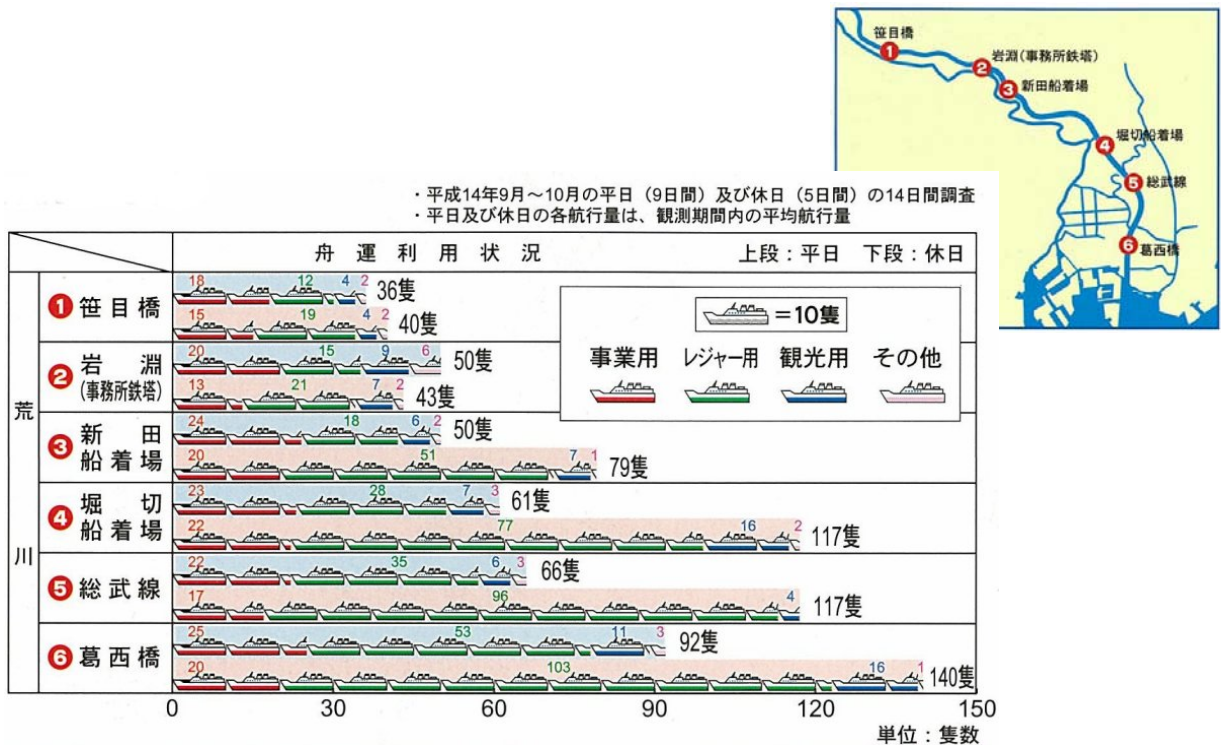 笹目橋
1
岩淵(事務所鉄塔)
2
3 新田船着場
堀切船着場
4
5 総武線
6 葛西橋
・平成14年9月~10月の平日(9日間)及び休日(5日間)の14日間調査
・平日及び休日の各航行量は、観測期間内の平均航行量
舟運利用状況 上段:平日 下段:休日
荒川
1 笹目橋
18 12 4 2 36隻
15 19 4 2 40隻
2 岩淵
(事務所鉄塔)
20 15 9 6 50隻
13 21 7 2 43隻
3 新田
船着場
24 18 6 2 50隻
20 51 7 1 79隻
4 堀切
船着場
23 28 7 3 61隻
22 77 16 2 117隻
5 総武線
22 35 6 3 66隻
17 96 4 117隻
6 葛西橋
25 53 11 3 92隻
20 103 16 1 140隻
=10隻
事業用 レジャー用 観光用 その他
0 30 60 90 120 150
単位:隻数